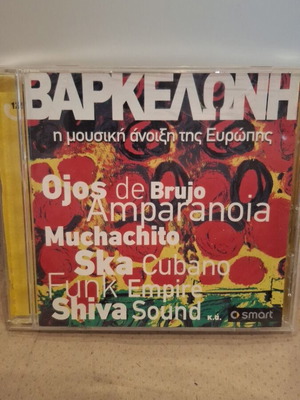 ΒΑΡΚΕΛΩΝΗ
η μουσική άνοιξη της Ευρώπης
Ojos de Brujo
Amparanoia
Muchachito
Ska Cubano
Funk Empire
Shiva Sound κ.ά.
smart